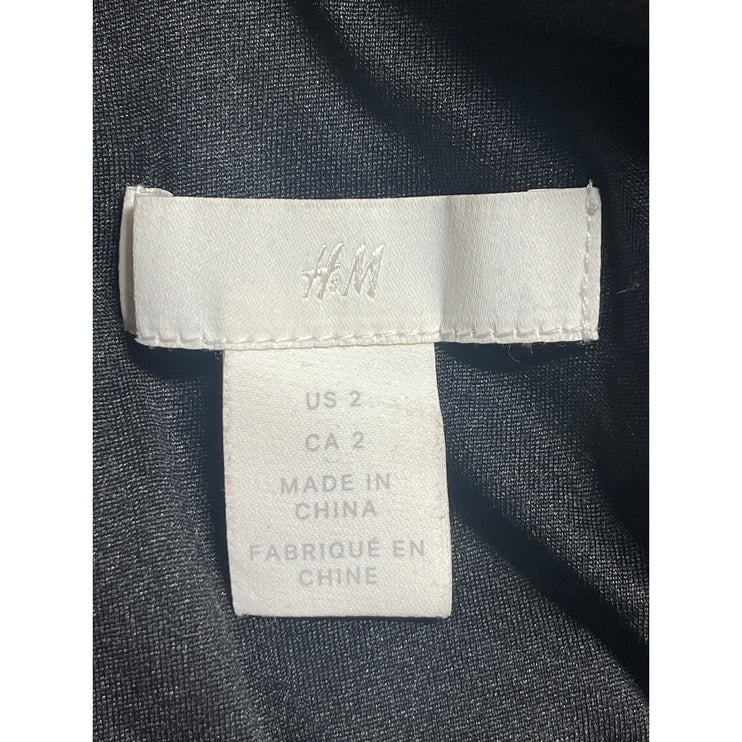 H&M
US 2
CA 2
MADE IN
CHINA
FABRIQUÉ EN
CHINE